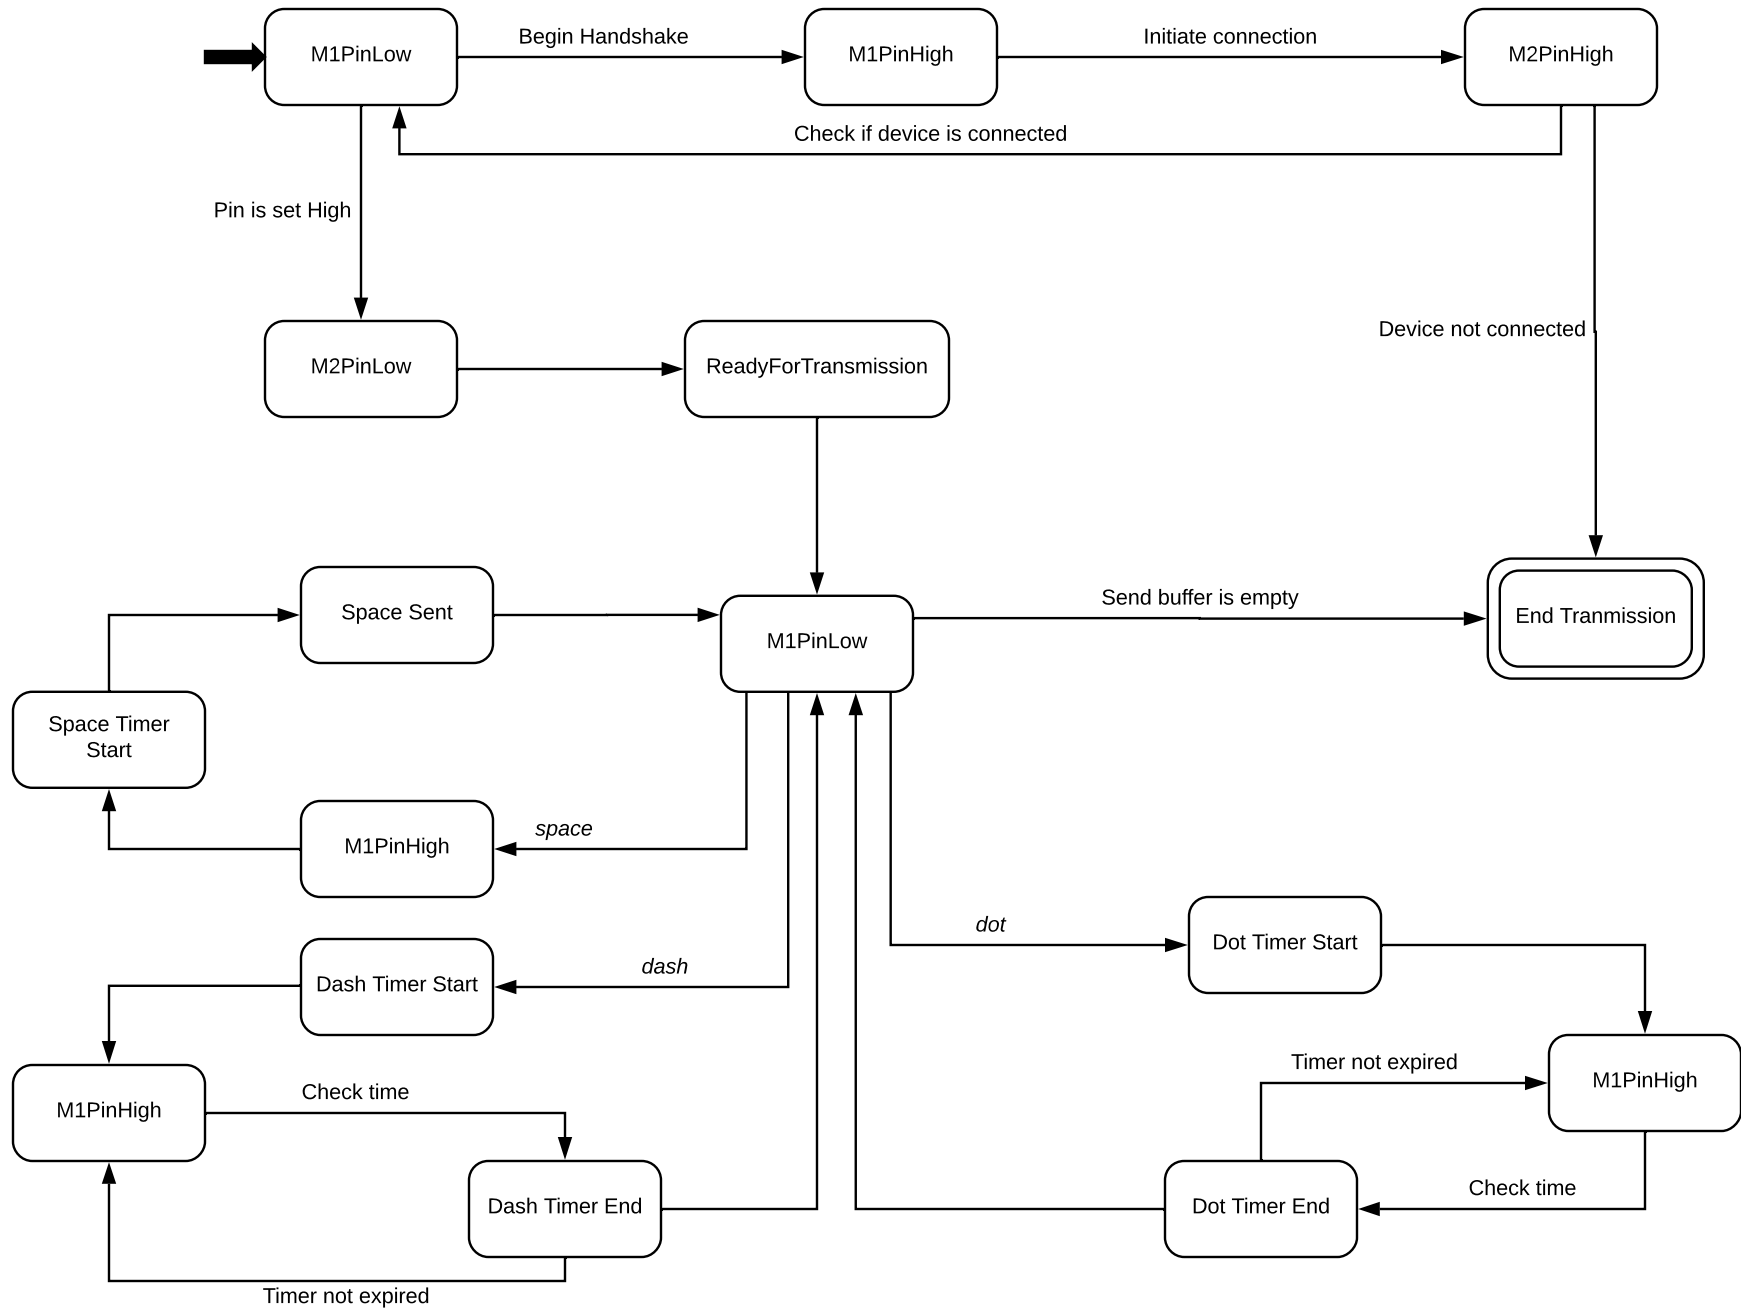 M1PinLow
Begin Handshake
M1PinHigh
Initiate connection
M2PinHigh
Check if device is connected
Pin is set High
Device not connected
M2PinLow
ReadyForTransmission
Space Sent
M1PinLow
Send buffer is empty
End Tranmission
Space Timer
Start
M1PinHigh
space
dot
Dot Timer Start
Dash Timer Start
dash
M1PinHigh
Check time
Timer not expired
M1PinHigh
Dash Timer End
Dot Timer End
Check time
Timer not expired